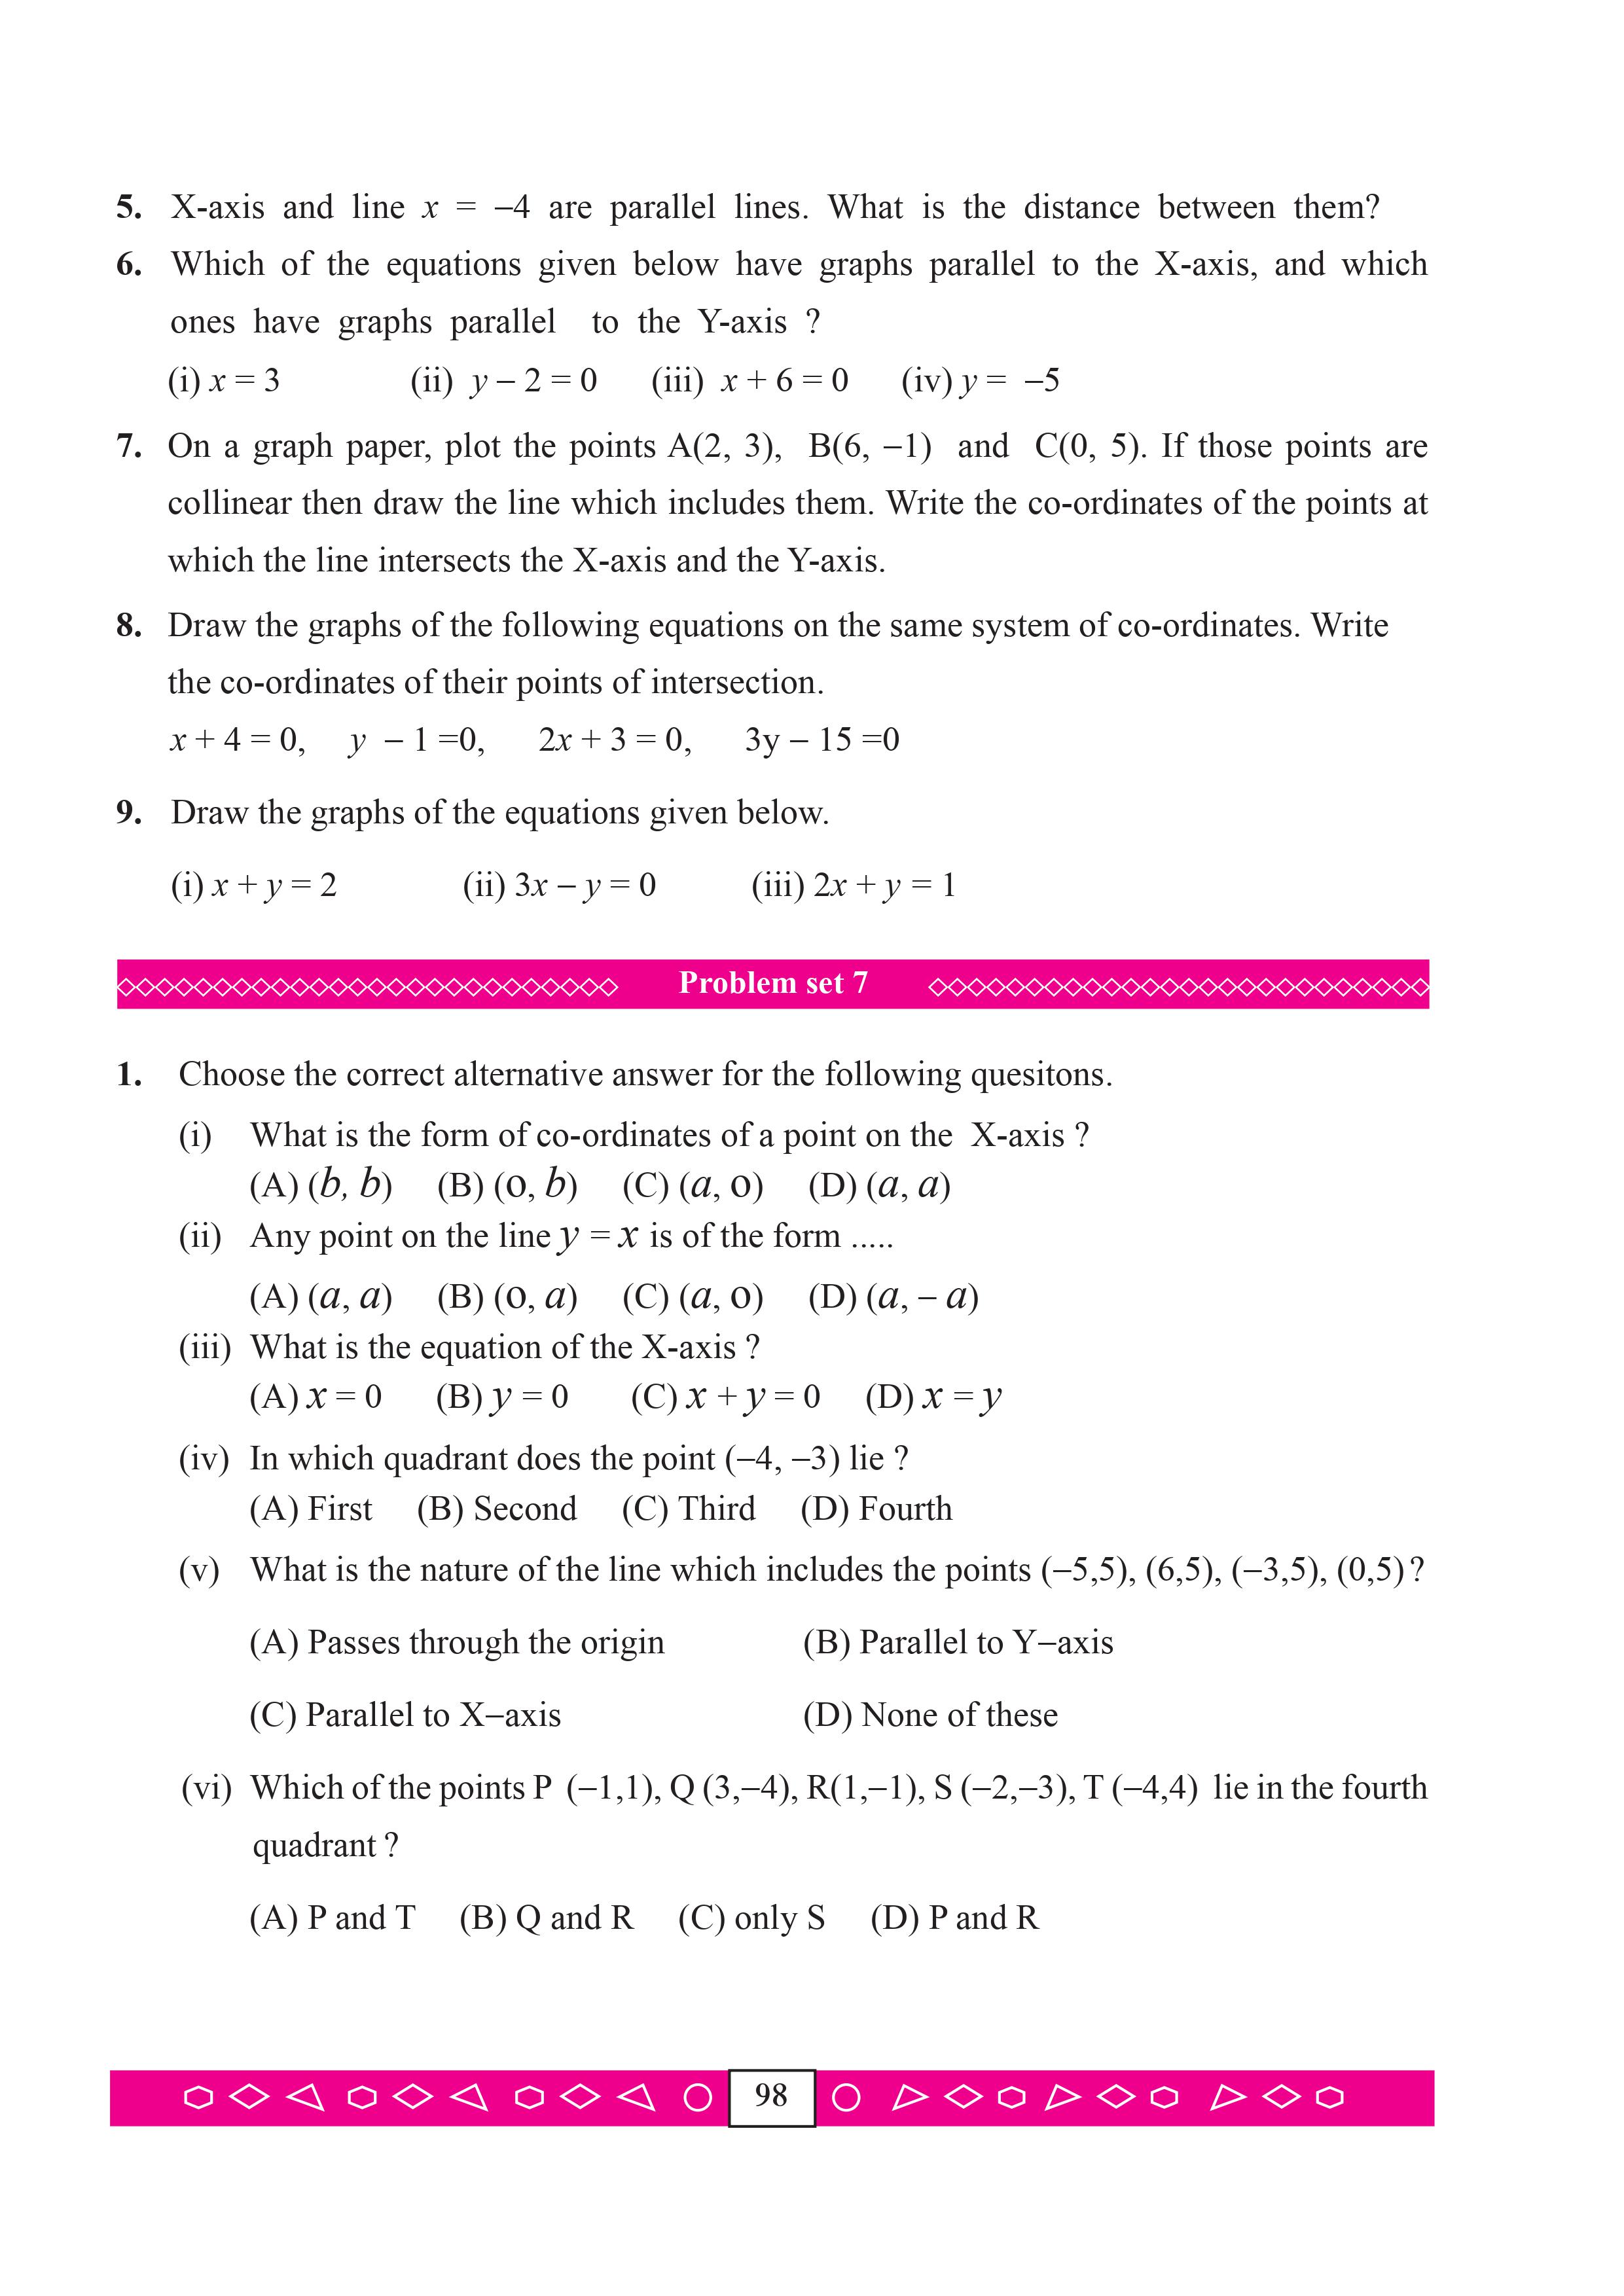 5. X-axis and line x = −4 are parallel lines. What is the distance between them?
6. Which of the equations given below have graphs parallel to the X-axis, and which
ones have graphs parallel to the Y-axis ?
(i) x = 3 (ii) y − 2 = 0 (iii) x + 6 = 0 (iv) y = −5
7. On a graph paper, plot the points A(2, 3), B(6, −1) and C(0, 5). If those points are
collinear then draw the line which includes them. Write the co-ordinates of the points at
which the line intersects the X-axis and the Y-axis.
8. Draw the graphs of the following equations on the same system of co-ordinates. Write
the co-ordinates of their points of intersection.
x + 4 = 0, y − 1 =0, 2x + 3 = 0, 3y − 15 =0
9. Draw the graphs of the equations given below.
(i) x + y = 2 (ii) 3x − y = 0 (iii) 2x + y = 1
Problem set 7
1. Choose the correct alternative answer for the following quesitons.
(i) What is the form of co-ordinates of a point on the X-axis ?
(A) (b, b) (B) (o, b) (C) (a, o) (D) (a, a)
(ii) Any point on the line y = x is of the form .....
(A) (a, a) (B) (o, a) (C) (a, o) (D) (a, − a)
(iii) What is the equation of the X-axis ?
(A) x = 0 (B) y = 0 (C) x + y = 0 (D) x = y
(iv) In which quadrant does the point (−4, −3) lie ?
(A) First (B) Second (C) Third (D) Fourth
(v) What is the nature of the line which includes the points (−5,5), (6,5), (−3,5), (0,5) ?
(A) Passes through the origin (B) Parallel to Y−axis
(C) Parallel to X−axis (D) None of these
(vi) Which of the points P (−1,1), Q (3,−4), R(1,−1), S (−2,−3), T (−4,4) lie in the fourth
quadrant ?
(A) P and T (B) Q and R (C) only S (D) P and R
98